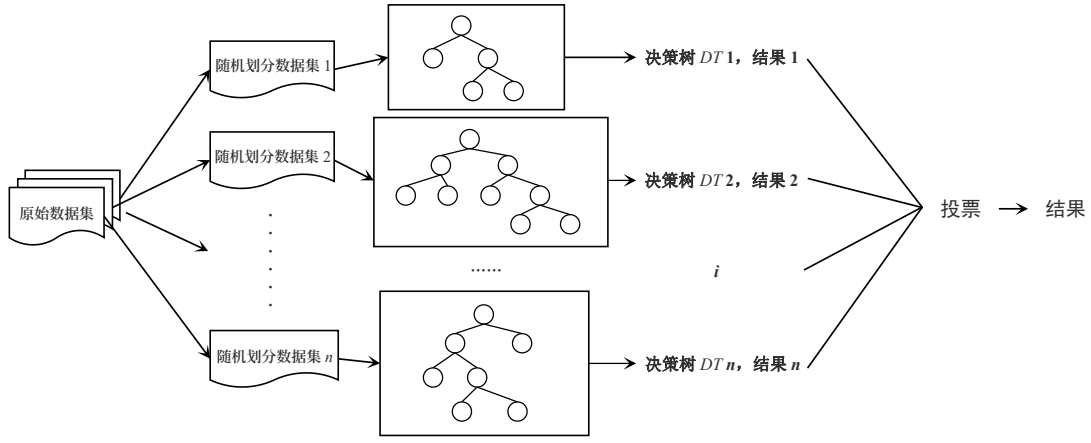 随机划分数据集 1
决策树 DT 1，结果 1
随机划分数据集 2
决策树 DT 2，结果 2
原始数据集
投票
结果
......
i
随机划分数据集 n
决策树 DT n，结果 n